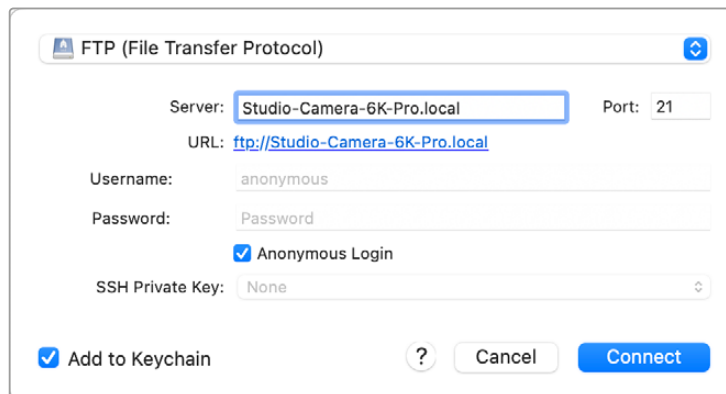 FTP (File Transfer Protocol)
Server: Studio-Camera-6K-Pro.local Port: 21
URL: ftp://Studio-Camera-6K-Pro.local
Username: anonymous
Password: Password
Anonymous Login
SSH Private Key: None
Add to Keychain ? Cancel Connect